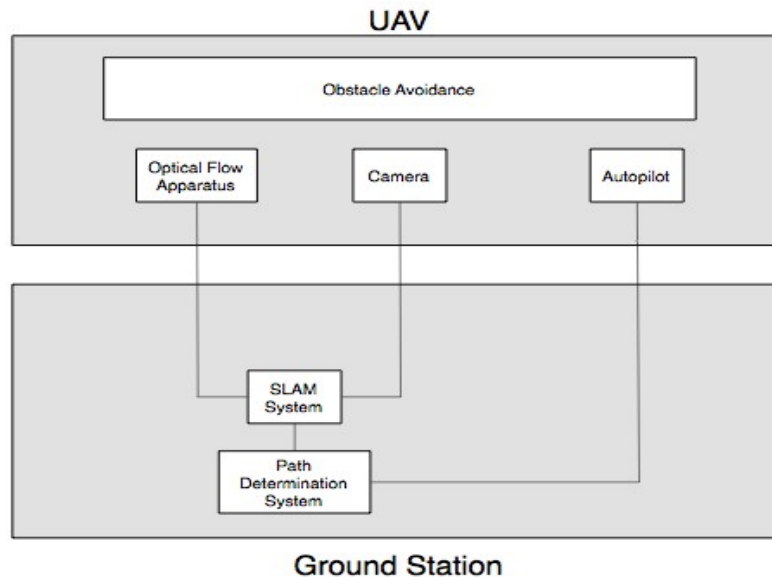 UAV
Obstacle Avoidance
Optical Flow
Apparatus
Camera
Autopilot
SLAM
System
Path
Determination
System
Ground Station